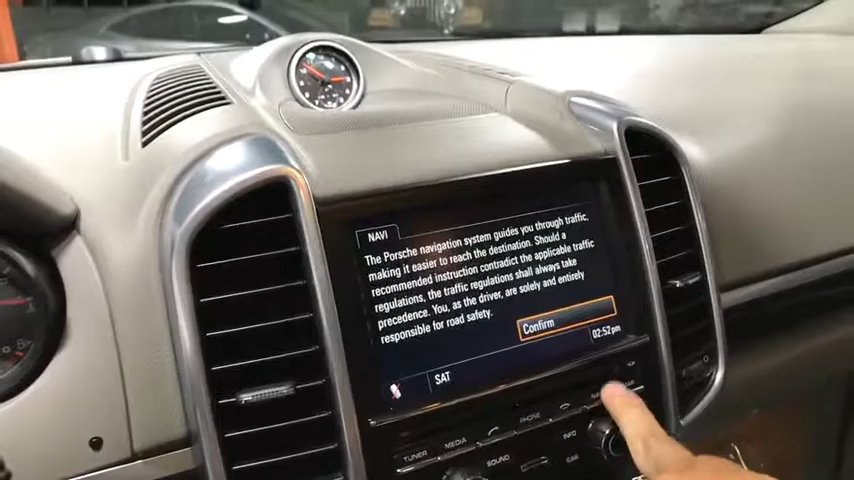 NAVI
The Porsche navigation system guides you through traffic,
making it easier to reach the destination. Should a
recommended instruction contradict the applicable traffic
regulations, the traffic regulations shall always take
precedence. You, as the driver, are solely and entirely
responsible for road safety.
Confirm
02:52pm
SAT
TUNER MEDIA PHONE
SOUND INFO CAR